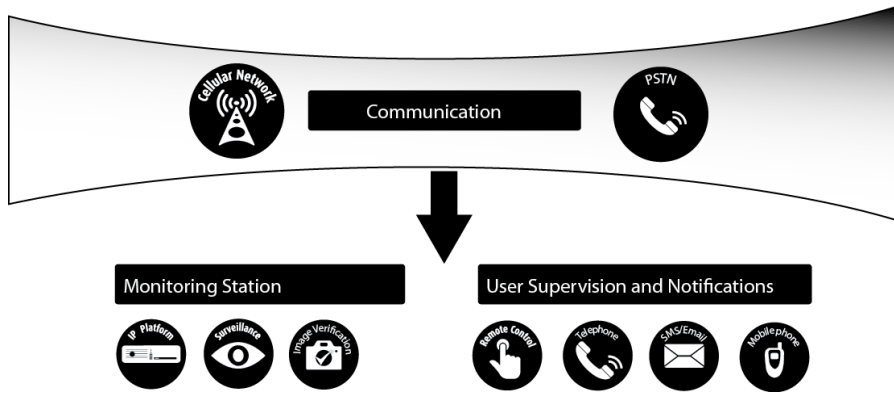 Cellular Network
Communication
PSTN
Monitoring Station
User Supervision and Notifications
IP Platform
Surveillance
Image Verification
Remote Control
Telephone
SMS/Email
Mobilephone